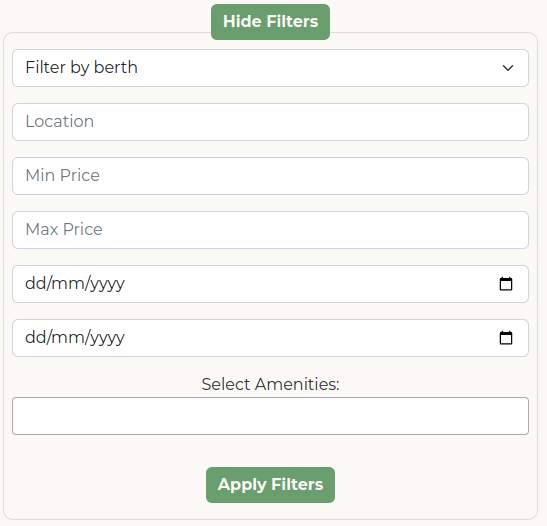 Hide Filters
Filter by berth
Location
Min Price
Max Price
dd/mm/yyyy
dd/mm/yyyy
Select Amenities:
Apply Filters